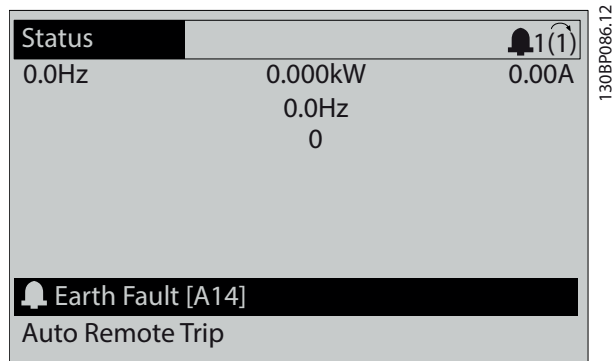 Status 1(1)
0.0Hz 0.000kW 0.00A
0.0Hz
0
Earth Fault [A14]
Auto Remote Trip
130BP086.12